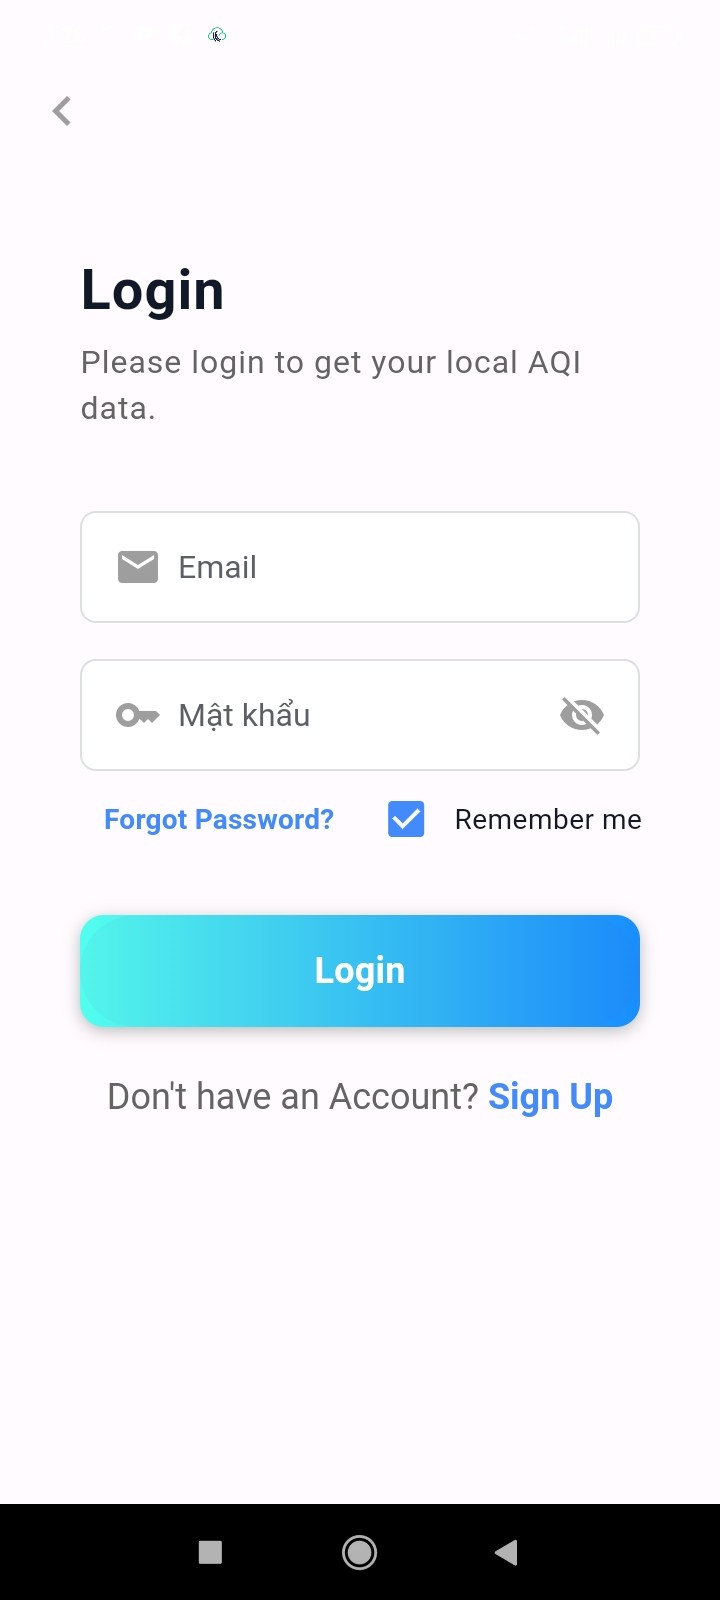 Login
Please login to get your local AQI
data.
Email
Mật khẩu
Forgot Password? Remember me
Login
Don't have an Account? Sign Up